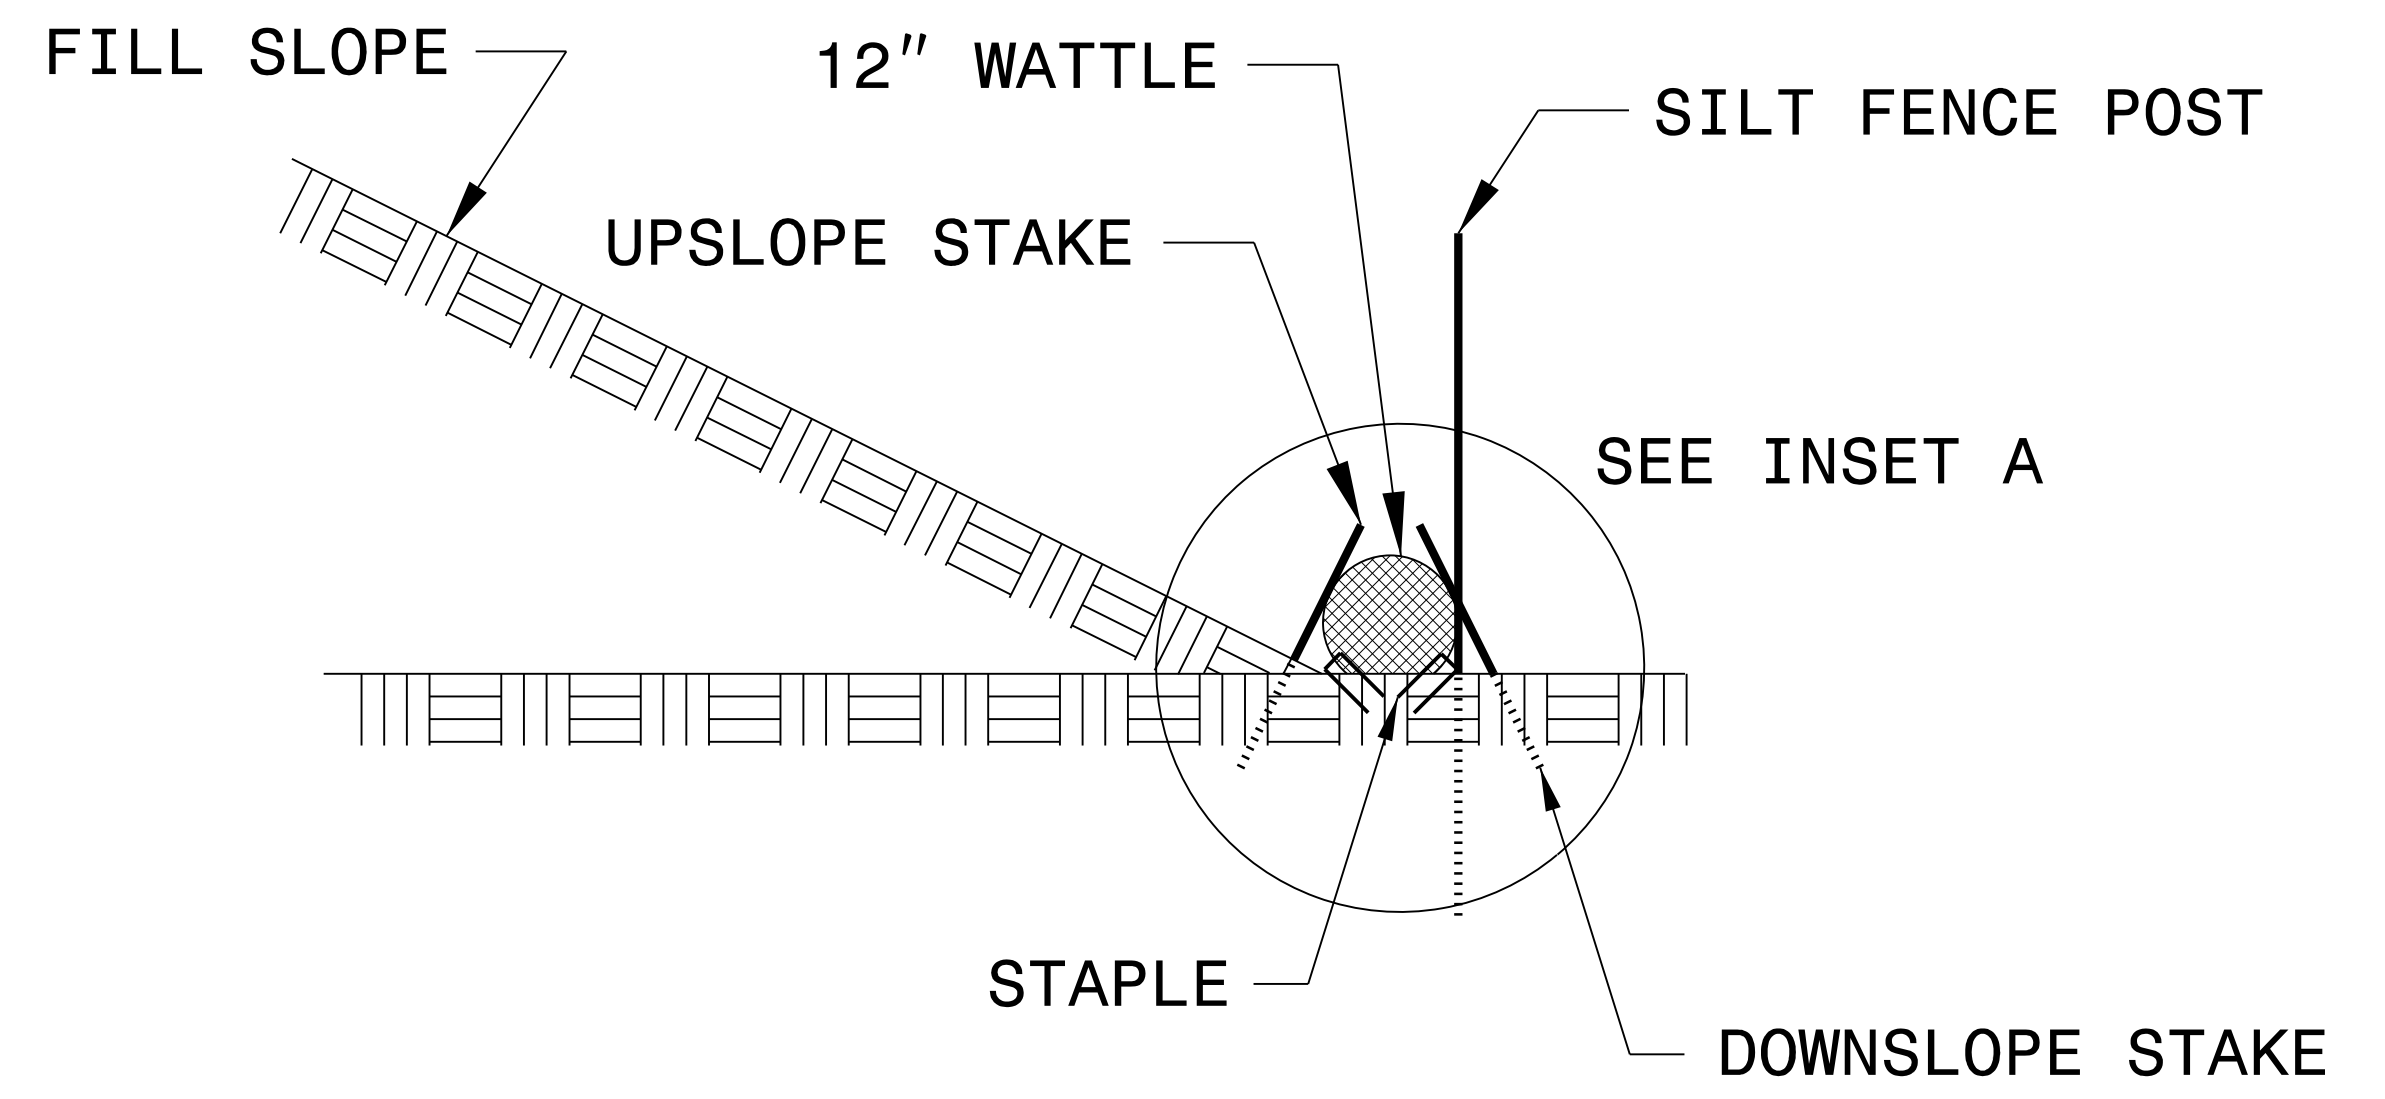 FILL SLOPE
12" WATTLE
SILT FENCE POST
UPSLOPE STAKE
SEE INSET A
STAPLE
DOWNSLOPE STAKE